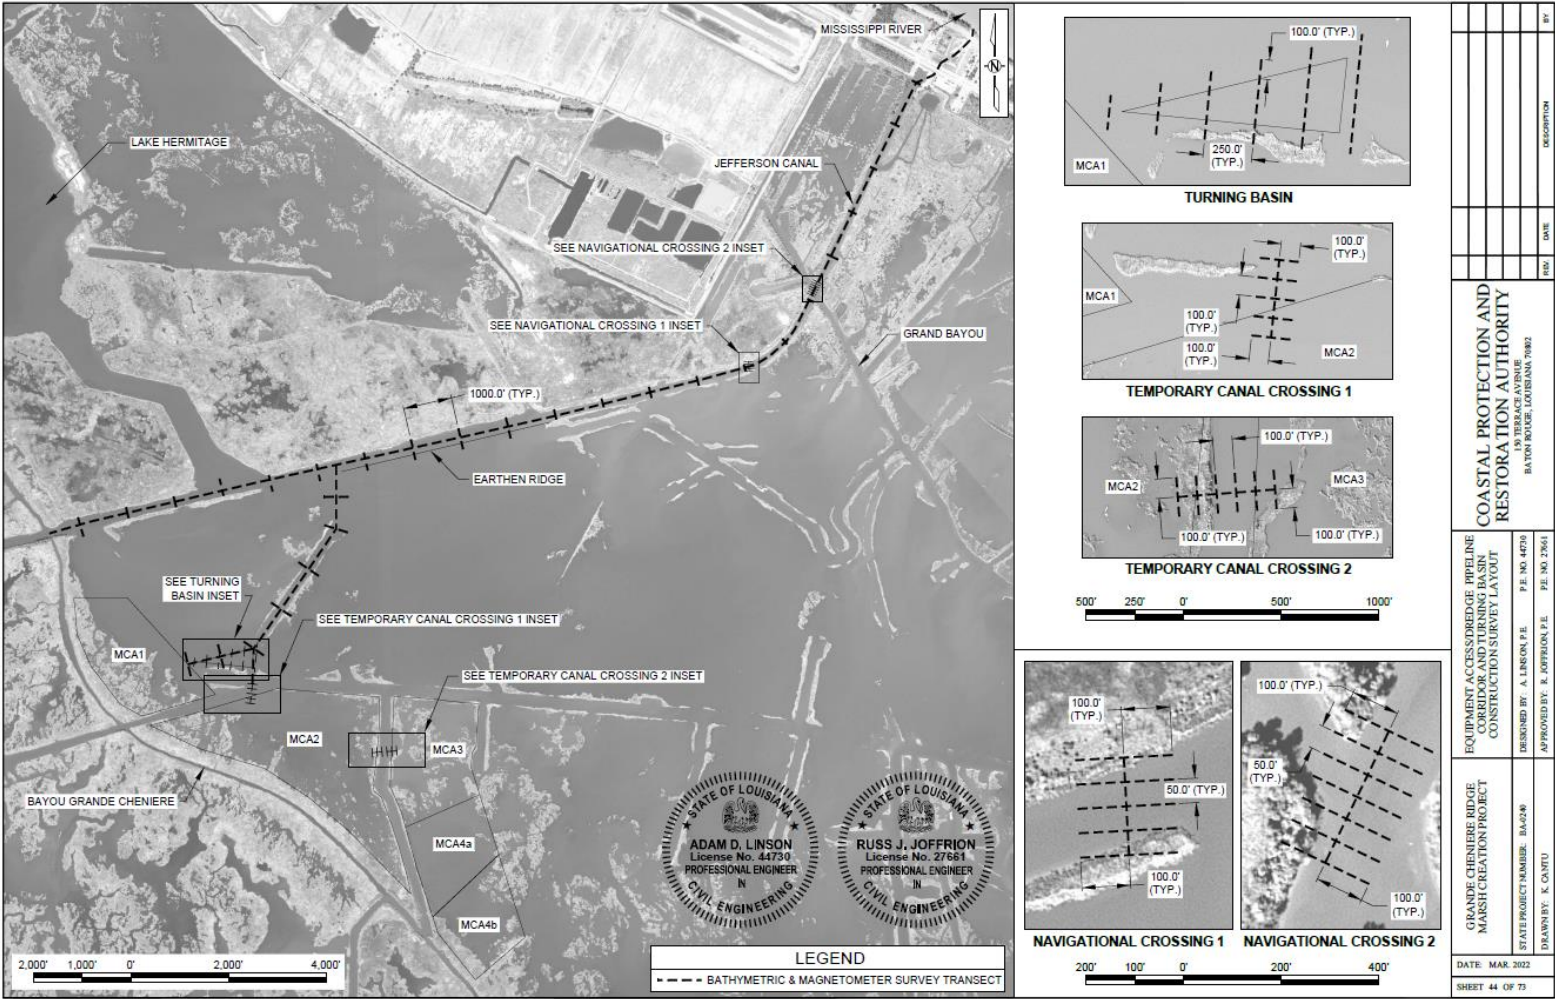 MISSISSIPPI RIVER
N
LAKE HERMITAGE
JEFFERSON CANAL
SEE NAVIGATIONAL CROSSING 2 INSET
SEE NAVIGATIONAL CROSSING 1 INSET
GRAND BAYOU
1000.0' (TYP.)
EARTHEN RIDGE
SEE TURNING
BASIN INSET
SEE TEMPORARY CANAL CROSSING 1 INSET
MCA1
SEE TEMPORARY CANAL CROSSING 2 INSET
MCA2
MCA3
BAYOU GRANDE CHENIERE
MCA4a
MCA4b
STATE OF LOUISIANA
ADAM D. LINSON
License No. 44730
PROFESSIONAL ENGINEER
IN
CIVIL ENGINEERING
STATE OF LOUISIANA
RUSS J. JOFFRION
License No. 27661
PROFESSIONAL ENGINEER
IN
CIVIL ENGINEERING
2,000' 1,000' 0' 2,000' 4,000'
LEGEND
BATHYMETRIC & MAGNETOMETER SURVEY TRANSECT
100.0' (TYP.)
250.0'
(TYP.)
MCA1
TURNING BASIN
100.0'
(TYP.)
MCA1
100.0'
(TYP.)
100.0'
(TYP.)
MCA2
TEMPORARY CANAL CROSSING 1
100.0' (TYP.)
MCA2
MCA3
100.0' (TYP.)
100.0' (TYP.)
TEMPORARY CANAL CROSSING 2
500' 250' 0' 500' 1000'
100.0'
(TYP.)
50.0' (TYP.)
100.0'
(TYP.)
NAVIGATIONAL CROSSING 1
100.0' (TYP.)
50.0'
(TYP.)
100.0'
(TYP.)
NAVIGATIONAL CROSSING 2
200' 100' 0' 200' 400'
BY
DESCRIPTION
DATE
REV.
COASTAL PROTECTION AND
RESTORATION AUTHORITY
150 TERRACE AVENUE
BATON ROUGE, LOUISIANA 70802
EQUIPMENT ACCESS/DREDGE PIPELINE
CORRIDOR AND TURNING BASIN
CONSTRUCTION SURVEY LAYOUT
DESIGNED BY: A. LINSON, P.E. P.E. NO. 44730
APPROVED BY: R. JOFFRION, P.E. P.E. NO. 27661
GRANDE CHENIERE RIDGE
MARSH CREATION PROJECT
STATE PROJECT NUMBER: BA-0240
DRAWN BY: K. CANTU
DATE: MAR. 2022
SHEET 44 OF 73